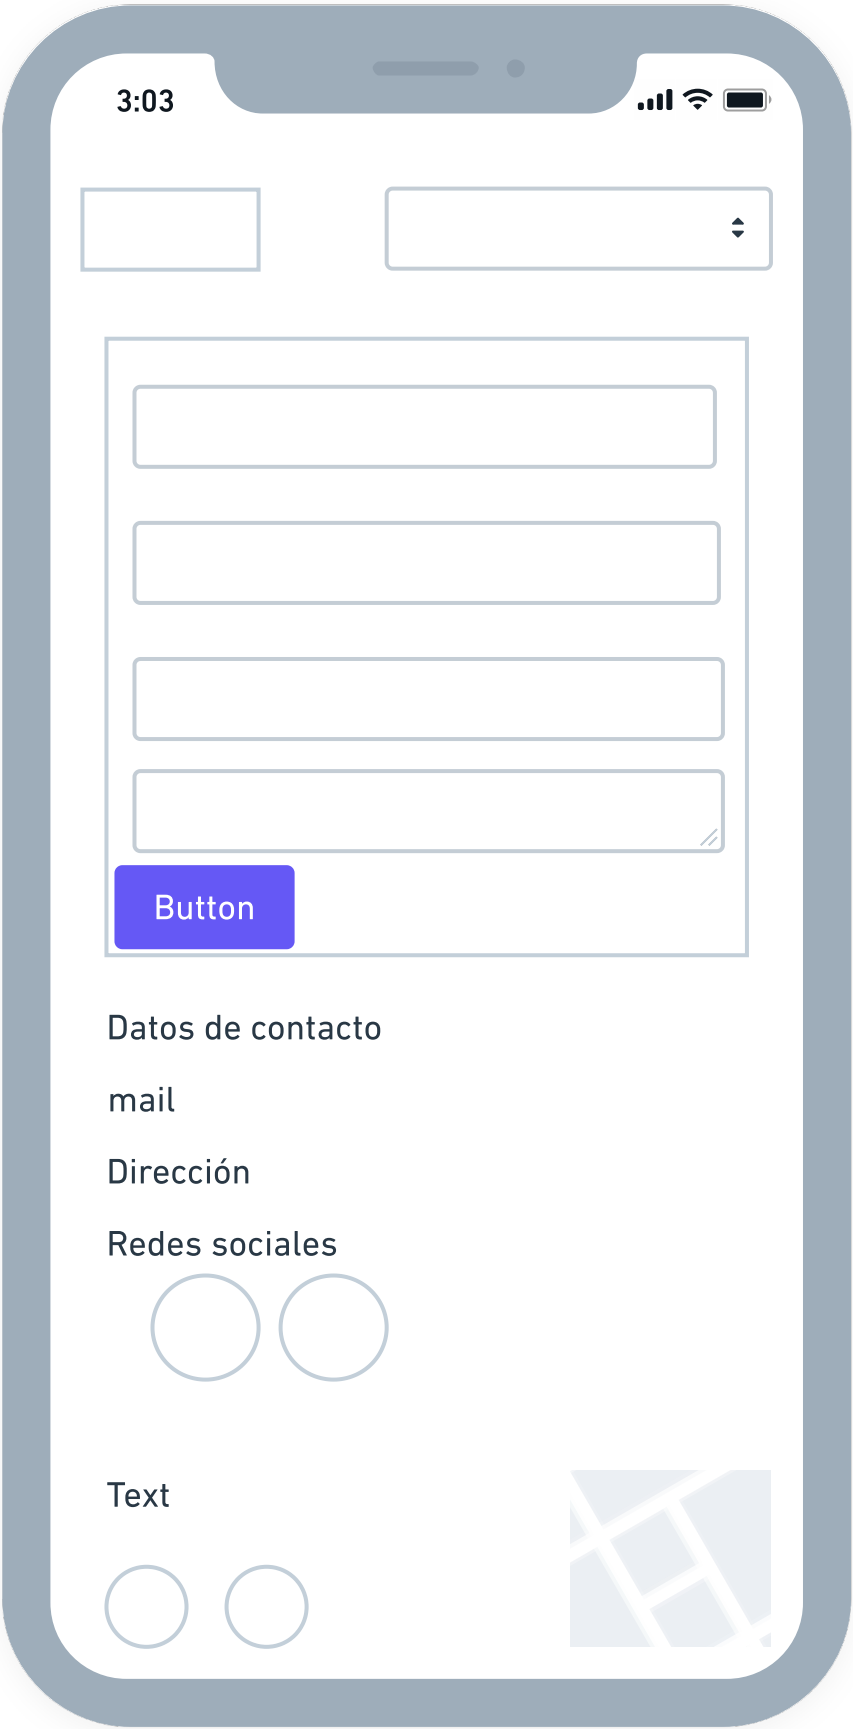 3:03
Button
Datos de contacto
mail
Dirección
Redes sociales
Text